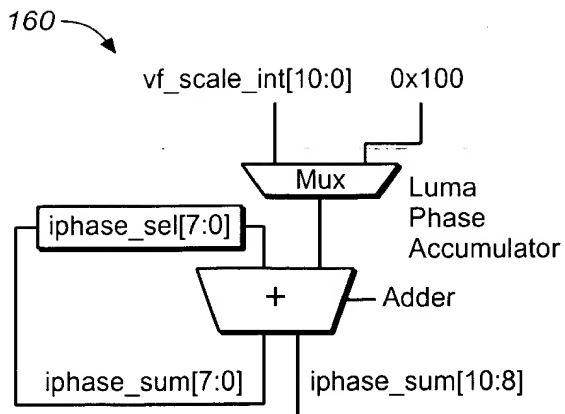 160
vf_scale_int[10:0] 0x100
Mux
Luma
Phase
Accumulator
iphase_sel[7:0]
+
Adder
iphase_sum[7:0] iphase_sum[10:8]